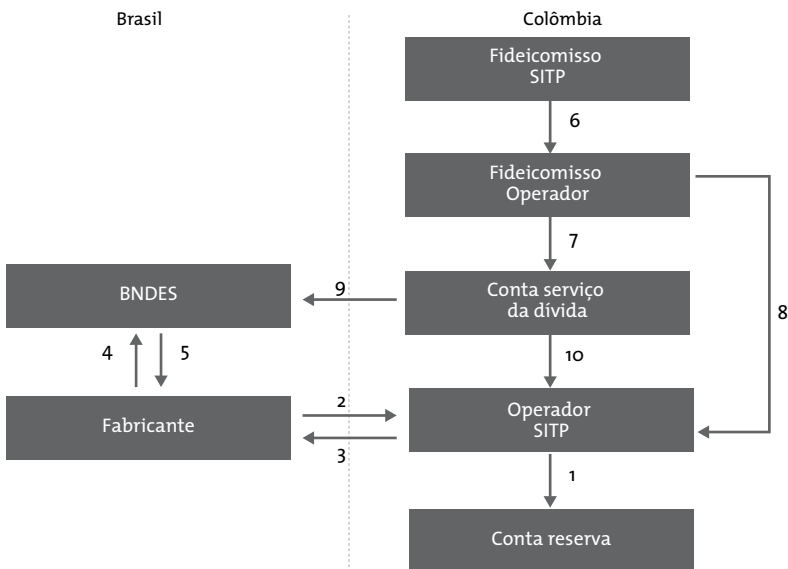 Brasil
Colômbia
Fideicomisso
SITP
6
Fideicomisso
Operador
7
BNDES
9
Conta serviço
da dívida
8
4
5
10
Fabricante
2
3
Operador
SITP
1
Conta reserva